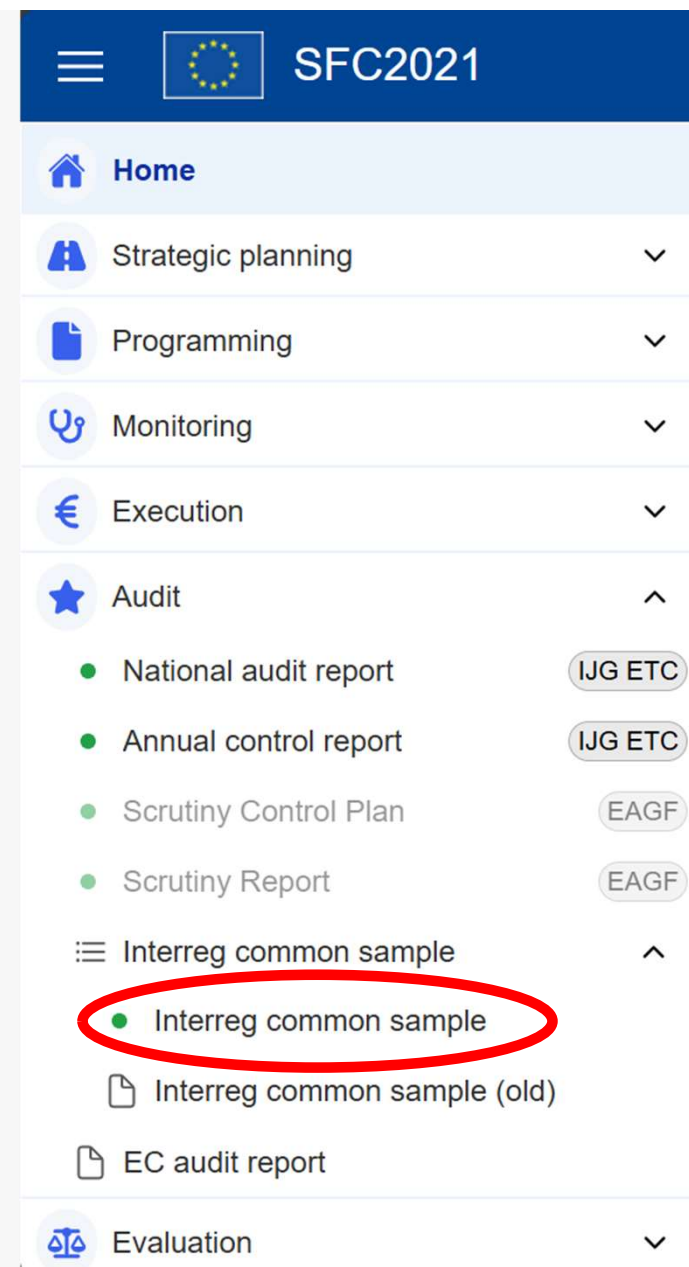 SFC2021
Home
Strategic planning
Programming
Monitoring
Execution
Audit
National audit report IJG ETC
Annual control report IJG ETC
Scrutiny Control Plan EAGF
Scrutiny Report EAGF
Interreg common sample
Interreg common sample
Interreg common sample (old)
EC audit report
Evaluation